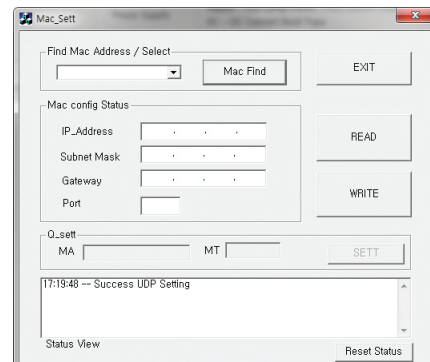 Mac_Sett
Find Mac Address / Select
Mac Find
EXIT
Mac config Status
IP_Address
. . .
READ
Subnet Mask
. . .
Gateway
. . .
WRITE
Port
Q_sett
MA
MT
SETT
17:19:48 -- Success UDP Setting
Status View
Reset Status